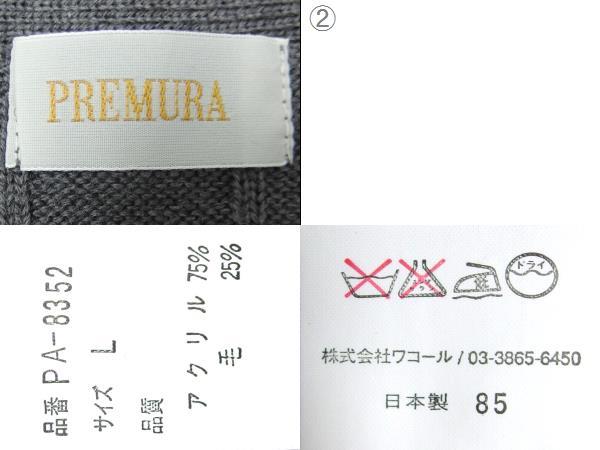 PREMURA
②
品番 PA-8352
サイズ L
品質
アクリル 75%
毛 25%
ドライ
株式会社ワコール / 03-3865-6450
日本製 85